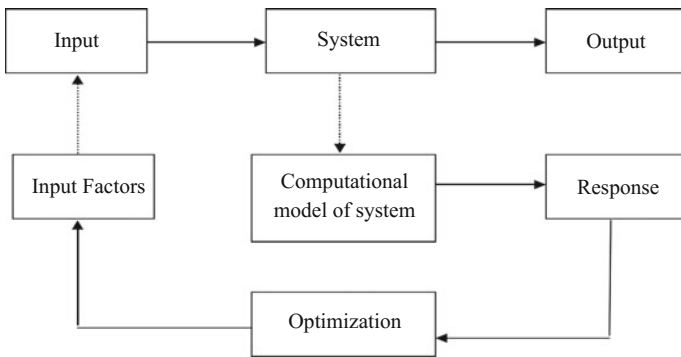 Input
System
Output
Input Factors
Computational
model of system
Response
Optimization